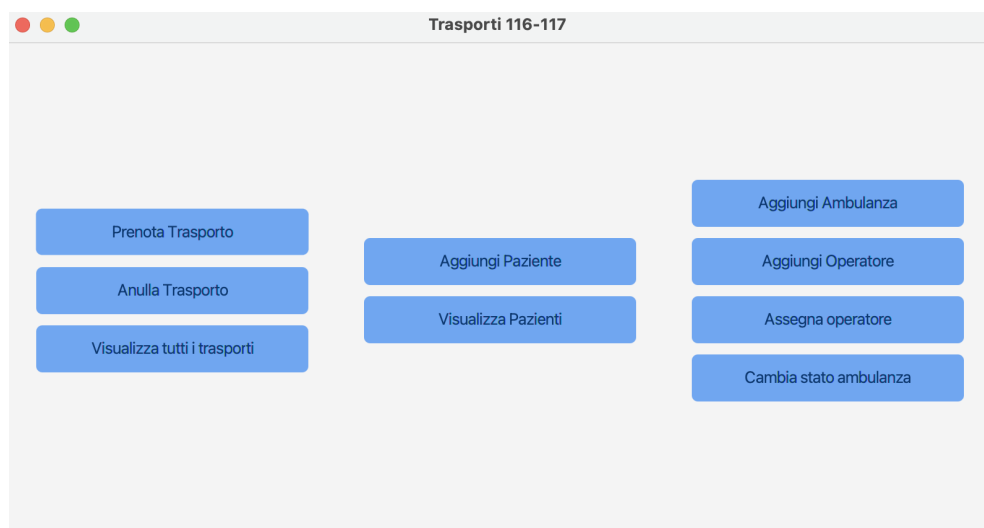 Trasporti 116-117
Prenota Trasporto
Anulla Trasporto
Visualizza tutti i trasporti
Aggiungi Paziente
Visualizza Pazienti
Aggiungi Ambulanza
Aggiungi Operatore
Assegna operatore
Cambia stato ambulanza